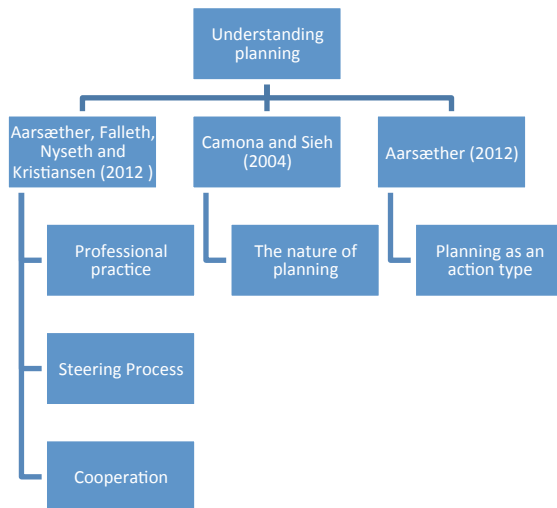 Understanding
planning
Aarsæther, Falleth,
Nyseth and
Kristiansen (2012 )
Camona and Sieh
(2004)
Aarsæther (2012)
Professional
practice
The nature of
planning
Planning as an
action type
Steering Process
Cooperation